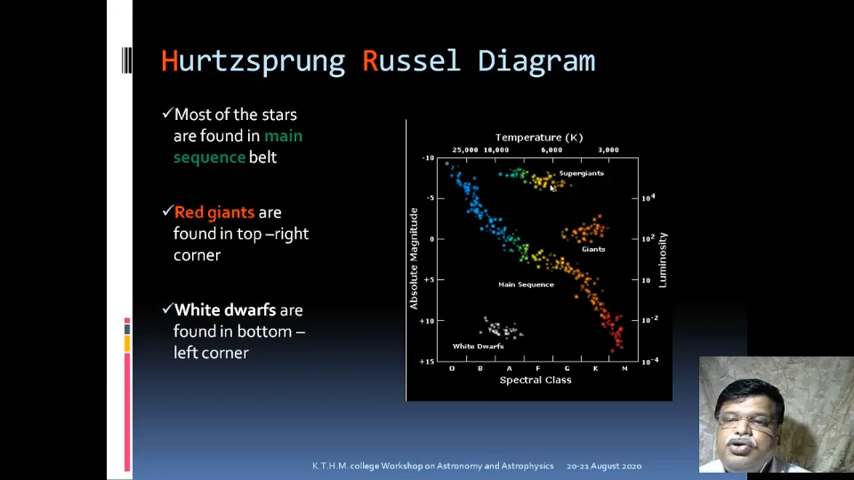 Hurtzsprung Russel Diagram
✓Most of the stars
are found in main
sequence belt
✓Red giants are
found in top –right
corner
✓White dwarfs are
found in bottom –
left corner
Temperature (K)
25,000 10,000 6,000 3,000
-10
-5
0
+5
+10
+15
Absolute Magnitude
Supergiants
Giants
Main Sequence
White Dwarfs
10⁴
10²
10
10⁻²
10⁻⁴
Luminosity
O B A F G K M
Spectral Class
K.T.H.M. college Workshop on Astronomy and Astrophysics 20-21 August 2020